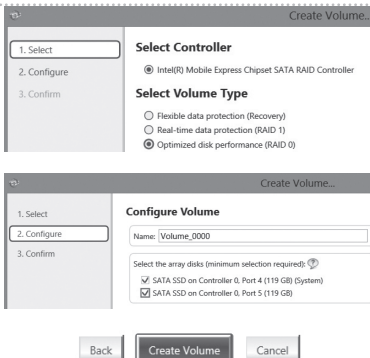 Create Volume...
1. Select
2. Configure
3. Confirm
Select Controller
Intel(R) Mobile Express Chipset SATA RAID Controller
Select Volume Type
Flexible data protection (Recovery)
Real-time data protection (RAID 1)
Optimized disk performance (RAID 0)
Create Volume...
1. Select
2. Configure
3. Confirm
Configure Volume
Name: Volume_0000
Select the array disks (minimum selection required):
SATA SSD on Controller 0, Port 4 (119 GB) (System)
SATA SSD on Controller 0, Port 5 (119 GB)
Back Create Volume Cancel